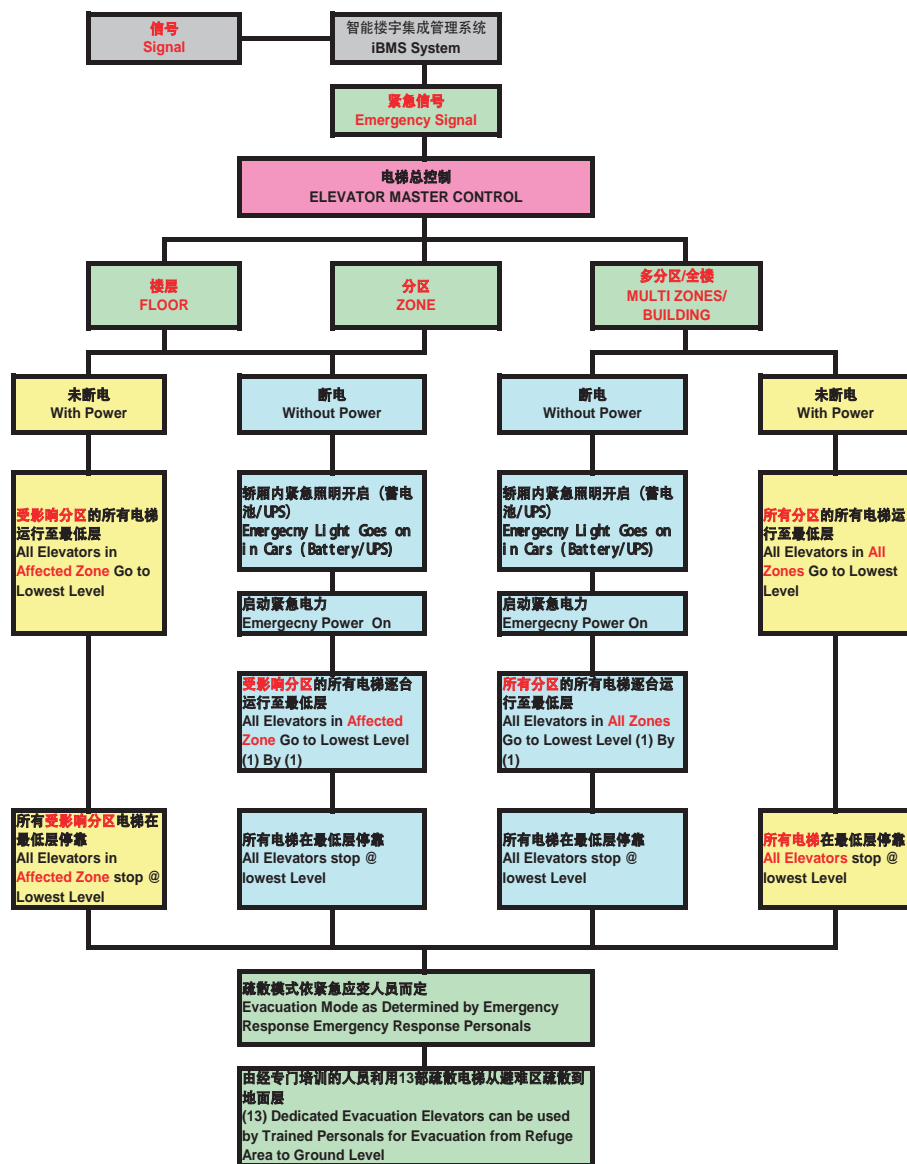 信号
Signal
智能楼宇集成管理系统
iBMS System
紧急信号
Emergency Signal
电梯总控制
ELEVATOR MASTER CONTROL
楼层
FLOOR
分区
ZONE
多分区/全楼
MULTI ZONES/
BUILDING
未断电
With Power
断电
Without Power
断电
Without Power
未断电
With Power
受影响分区的所有电梯
运行至最低层
All Elevators in
Affected Zone Go to
Lowest Level
轿厢内紧急照明开启（蓄电
池/UPS)
Emergecny Light Goes on
in Cars (Battery/UPS)
轿厢内紧急照明开启（蓄电
池/UPS)
Emergecny Light Goes on
in Cars (Battery/UPS)
所有分区的所有电梯运
行至最低层
All Elevators in All
Zones Go to Lowest
Level
启动紧急电力
Emergecny Power On
启动紧急电力
Emergecny Power On
受影响分区的所有电梯逐台
运行至最低层
All Elevators in Affected
Zone Go to Lowest Level
(1) By (1)
所有分区的所有电梯逐台运
行至最低层
All Elevators in All Zones
Go to Lowest Level (1) By
(1)
所有受影响分区电梯在
最低层停靠
All Elevators in
Affected Zone stop @
Lowest Level
所有电梯在最低层停靠
All Elevators stop @
lowest Level
所有电梯在最低层停靠
All Elevators stop @
lowest Level
所有电梯在最低层停靠
All Elevators stop @
lowest Level
疏散模式依紧急应变人员而定
Evacuation Mode as Determined by Emergency
Response Emergency Response Personals
由经专门培训的人员利用13部疏散电梯从避难区疏散到
地面层
(13) Dedicated Evacuation Elevators can be used
by Trained Personals for Evacuation from Refuge
Area to Ground Level